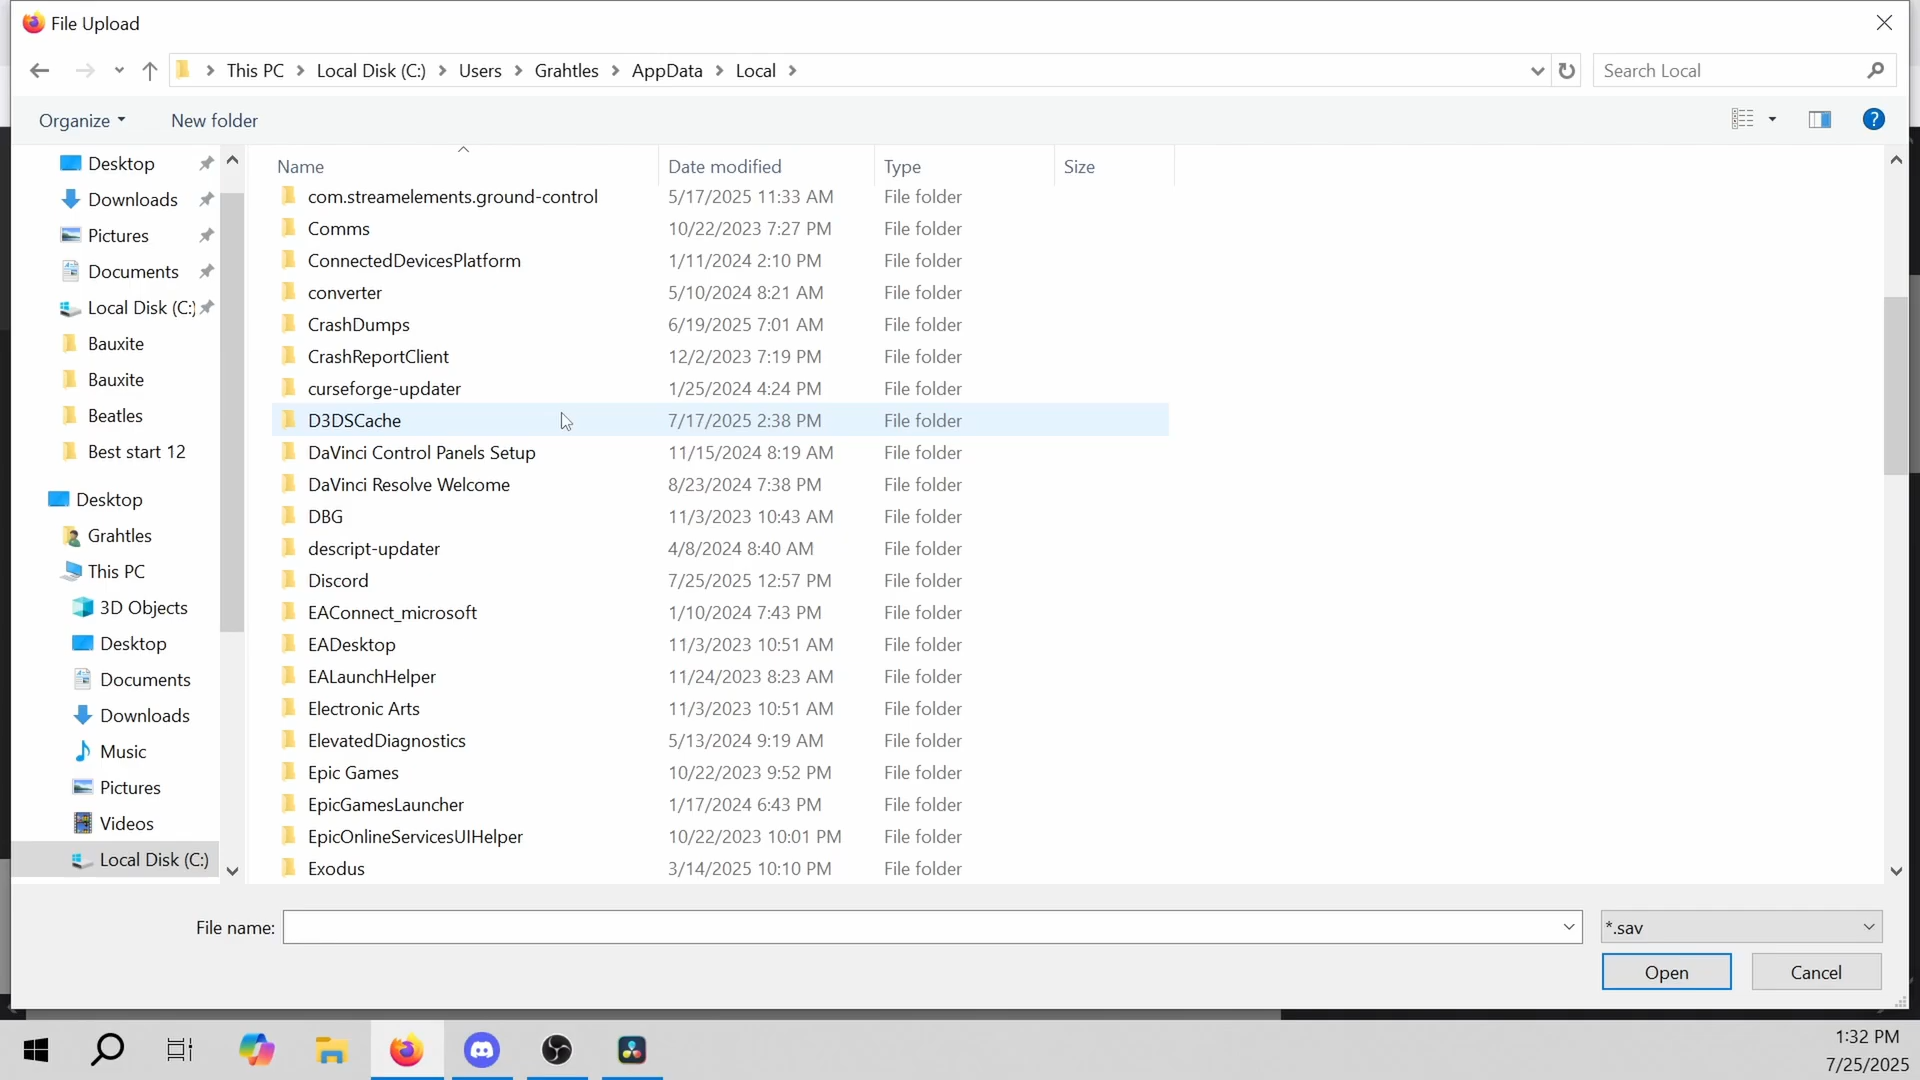 File Upload
This PC Local Disk (C:) Users Grahtles AppData Local
Search Local
Organize New folder
?
Desktop
Downloads
Pictures
Documents
Local Disk (C:)
Bauxite
Bauxite
Beatles
Best start 12
Desktop
Grahtles
This PC
3D Objects
Desktop
Documents
Downloads
Music
Pictures
Videos
Local Disk (C:)
Name Date modified Type Size
com.streamelements.ground-control 5/17/2025 11:33 AM File folder
Comms 10/22/2023 7:27 PM File folder
ConnectedDevicesPlatform 1/11/2024 2:10 PM File folder
converter 5/10/2024 8:21 AM File folder
CrashDumps 6/19/2025 7:01 AM File folder
CrashReportClient 12/2/2023 7:19 PM File folder
curseforge-updater 1/25/2024 4:24 PM File folder
D3DSCache 7/17/2025 2:38 PM File folder
DaVinci Control Panels Setup 11/15/2024 8:19 AM File folder
DaVinci Resolve Welcome 8/23/2024 7:38 PM File folder
DBG 11/3/2023 10:43 AM File folder
descript-updater 4/8/2024 8:40 AM File folder
Discord 7/25/2025 12:57 PM File folder
EAConnect_microsoft 1/10/2024 7:43 PM File folder
EADesktop 11/3/2023 10:51 AM File folder
EALaunchHelper 11/24/2023 8:23 AM File folder
Electronic Arts 11/3/2023 10:51 AM File folder
ElevatedDiagnostics 5/13/2024 9:19 AM File folder
Epic Games 10/22/2023 9:52 PM File folder
EpicGamesLauncher 1/17/2024 6:43 PM File folder
EpicOnlineServicesUIHelper 10/22/2023 10:01 PM File folder
Exodus 3/14/2025 10:10 PM File folder
File name: *.sav
Open Cancel
1:32 PM
7/25/2025